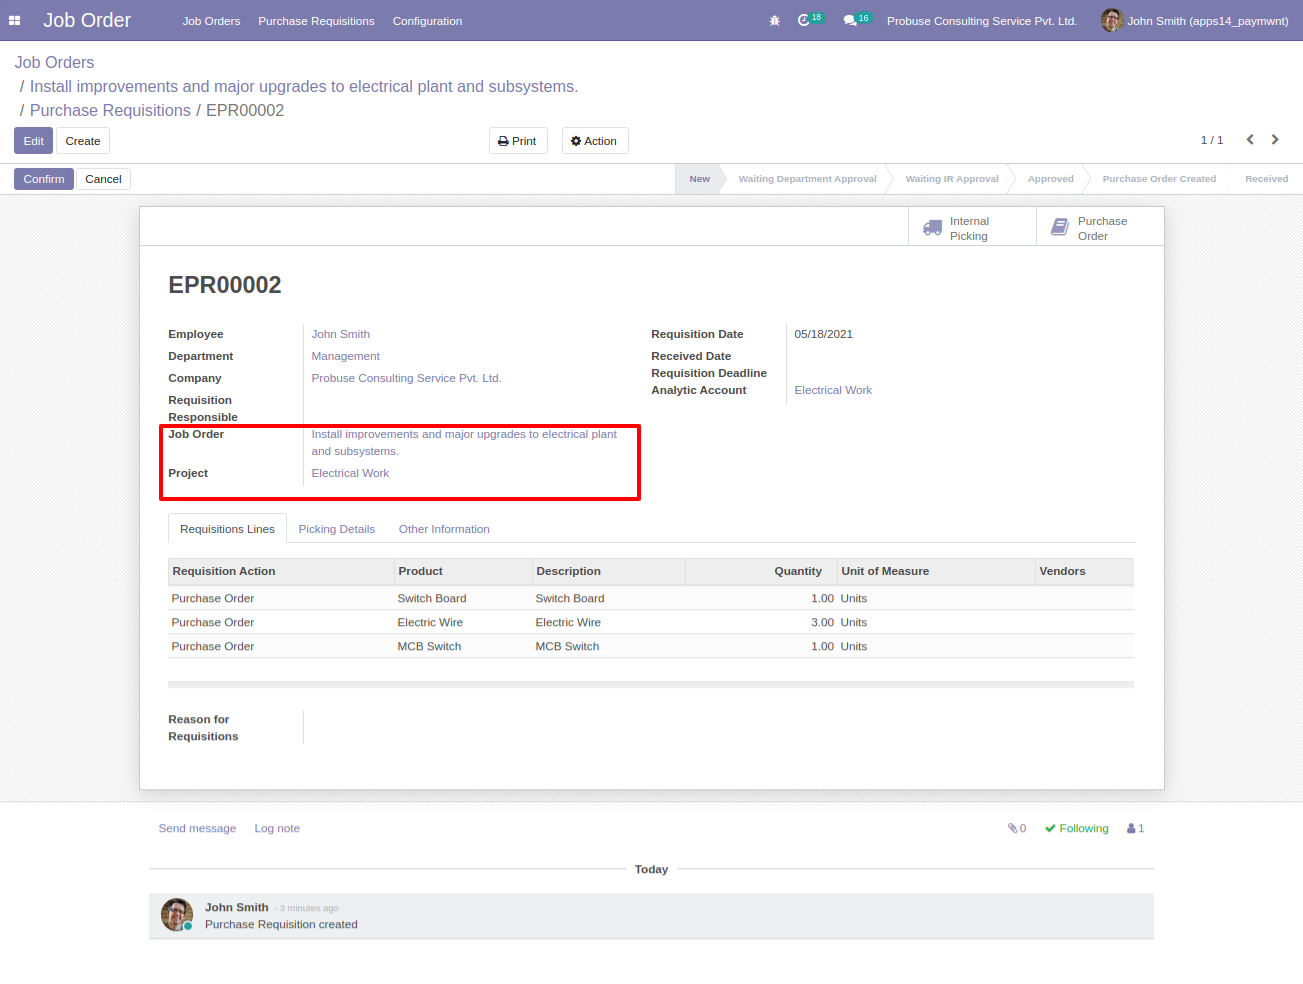 Job Order Job Orders Purchase Requisitions Configuration 18 16 Probuse Consulting Service Pvt. Ltd. John Smith (apps14_paymwnt)
Job Orders
/ Install improvements and major upgrades to electrical plant and subsystems.
/ Purchase Requisitions / EPR00002
Edit Create Print Action 1 / 1
Confirm Cancel New Waiting Department Approval Waiting IR Approval Approved Purchase Order Created Received
Internal Picking
Purchase Order
EPR00002
Employee John Smith
Department Management
Company Probuse Consulting Service Pvt. Ltd.
Requisition Responsible
Job Order Install improvements and major upgrades to electrical plant
and subsystems.
Project Electrical Work
Requisition Date 05/18/2021
Received Date
Requisition Deadline
Analytic Account Electrical Work
Requisitions Lines Picking Details Other Information
Requisition Action Product Description Quantity Unit of Measure Vendors
Purchase Order Switch Board Switch Board 1.00 Units
Purchase Order Electric Wire Electric Wire 3.00 Units
Purchase Order MCB Switch MCB Switch 1.00 Units
Reason for
Requisitions
Send message Log note 0 Following 1
Today
John Smith - 3 minutes ago
Purchase Requisition created